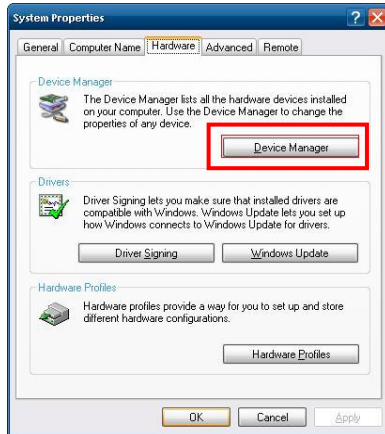 System Properties
General Computer Name Hardware Advanced Remote
Device Manager
The Device Manager lists all the hardware devices installed
on your computer. Use the Device Manager to change the
properties of any device.
Device Manager
Drivers
Driver Signing lets you make sure that installed drivers are
compatible with Windows. Windows Update lets you set up
how Windows connects to Windows Update for drivers.
Driver Signing Windows Update
Hardware Profiles
Hardware profiles provide a way for you to set up and store
different hardware configurations.
Hardware Profiles
OK Cancel Apply